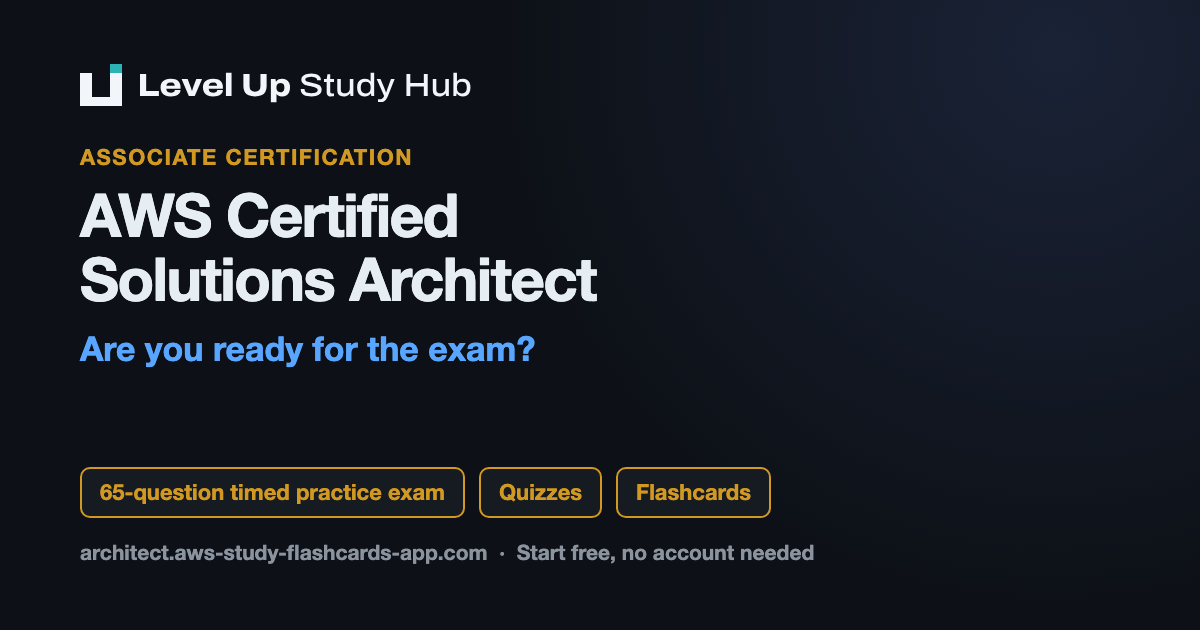 Level Up Study Hub
ASSOCIATE CERTIFICATION
AWS Certified
Solutions Architect
Are you ready for the exam?
65-question timed practice exam
Quizzes
Flashcards
architect.aws-study-flashcards-app.com · Start free, no account needed